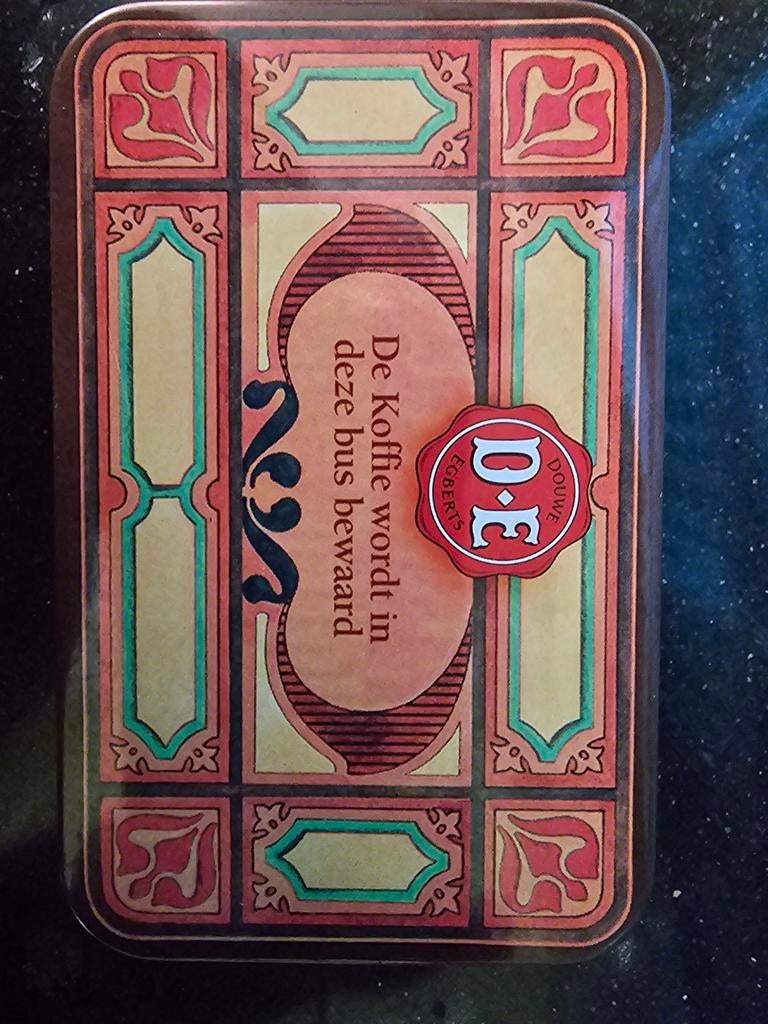 DOUWE
D·E
EGBERTS
De Koffie wordt in
deze bus bewaard